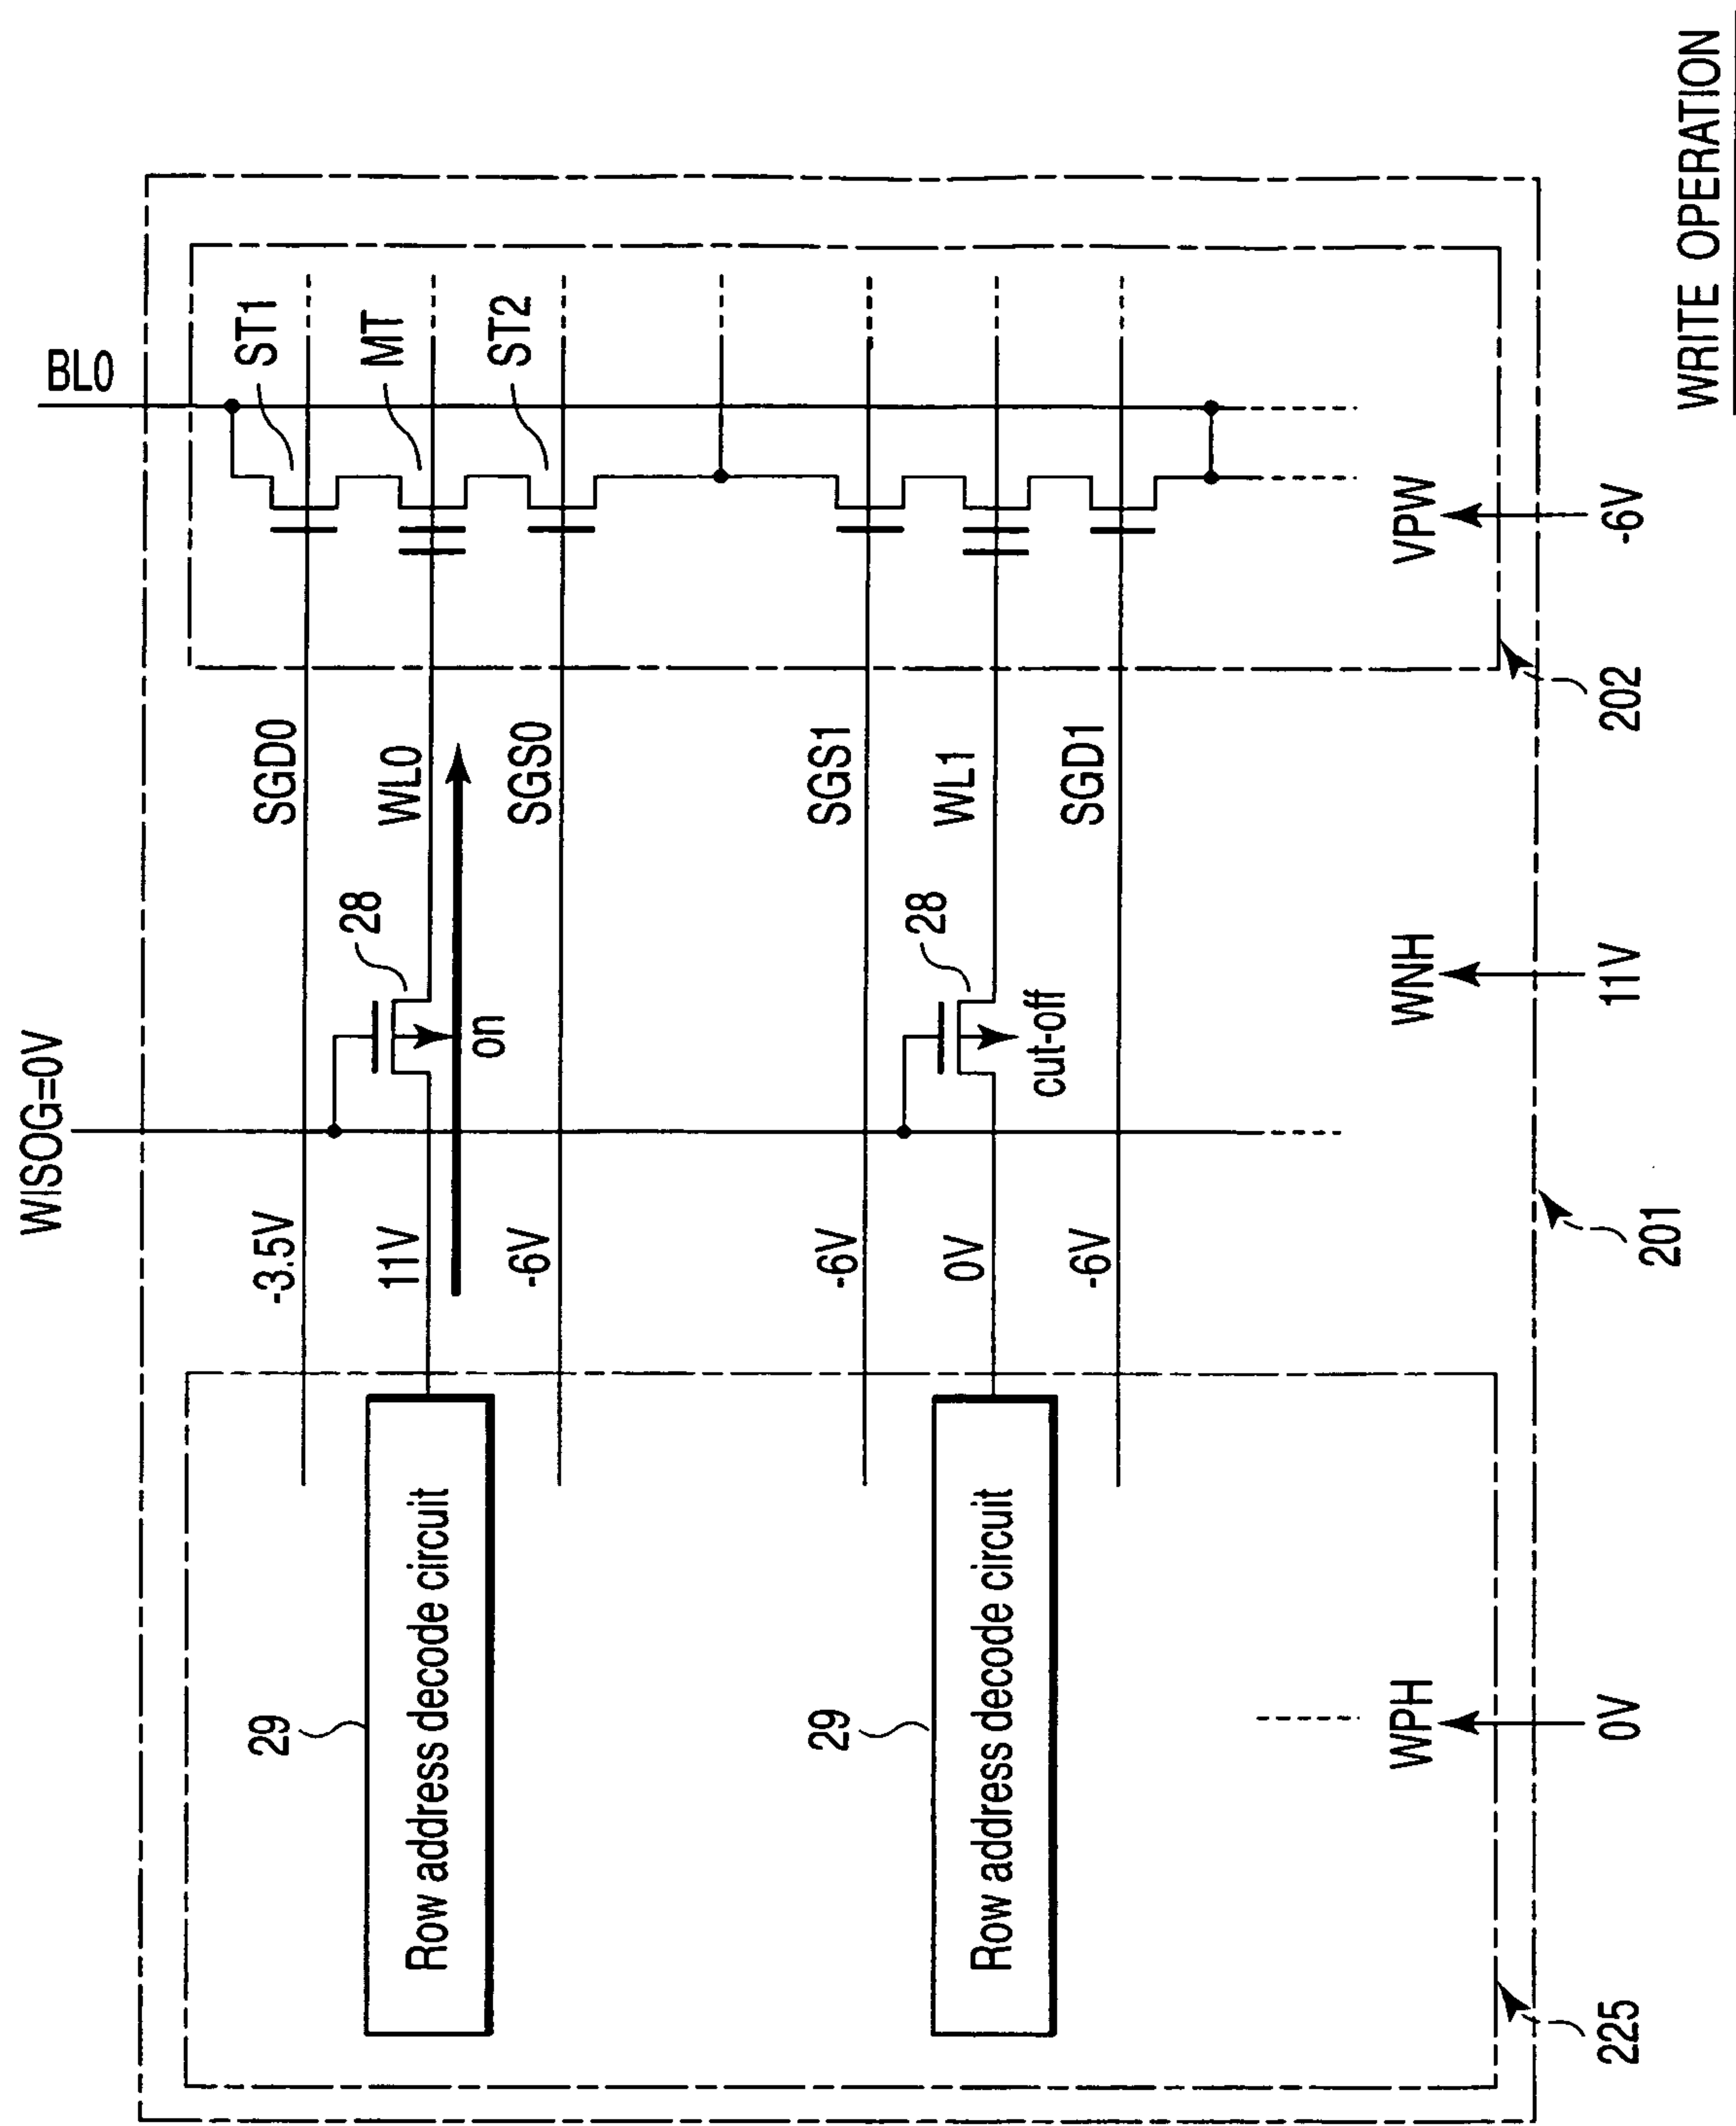 WRITE OPERATION
WISOG=0V
BL0
-3.5V
SGD0
ST1
28
29
Row address decode circuit
11V
WL0
MT
on
-6V
SGS0
ST2
-6V
SGS1
28
29
Row address decode circuit
0V
WL1
cut-off
-6V
SGD1
WPH
WNH
VPW
0V
11V
-6V
225
201
202